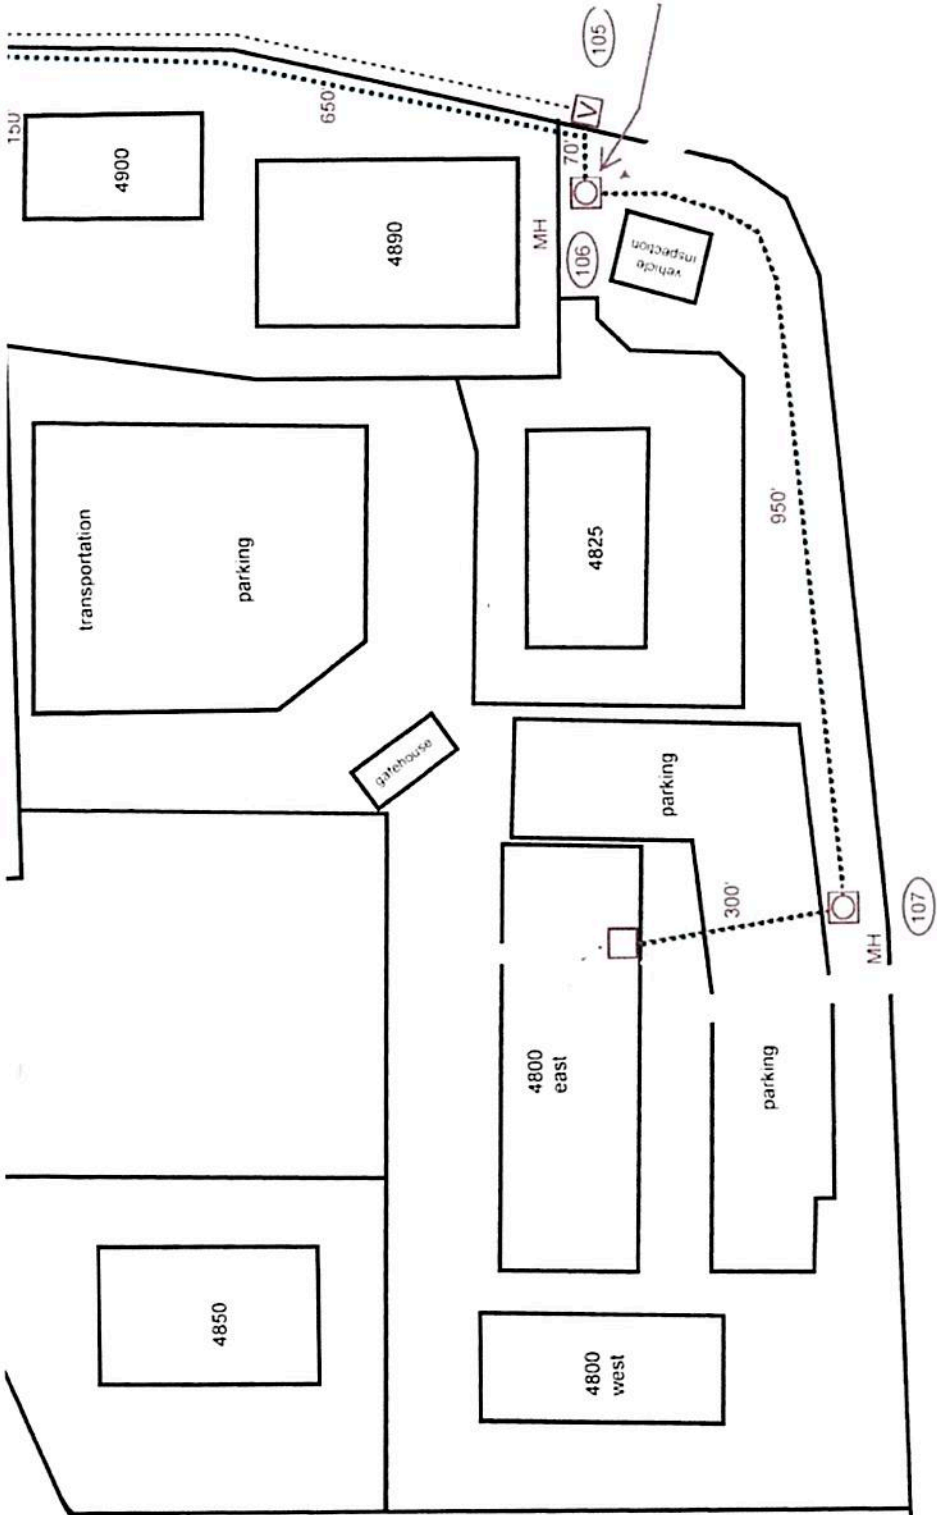 150'
4900
650'
4890
105
V
70'
MH
106
vehicle
inspection
transportation
parking
4825
950'
gatehouse
parking
300'
MH
107
4800
east
parking
4850
4800
west